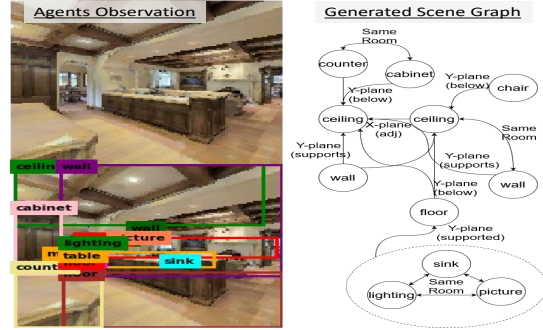 Agents Observation
Generated Scene Graph
Same
Room
counter
cabinet
Y-plane
(below)
Y-plane
(below)
chair
ceiling
ceiling
X-plane
(adj)
Same
Room
Y-plane
(supports)
Y-plane
(supports)
wall
wall
Y-plane
(below)
floor
Y-plane
(supported)
sink
Same
Room
lighting
picture
ceilin
wall
cabinet
wall
cture
lighting
m
table
sink
count
oor